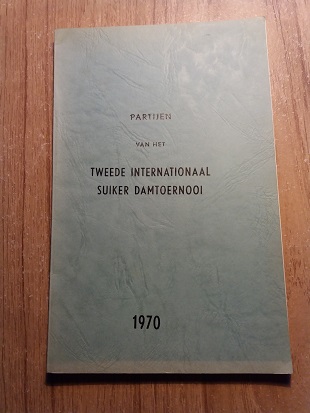 PARTIJEN
VAN HET
TWEEDE INTERNATIONAAL
SUIKER DAMTOERNOOI
1970